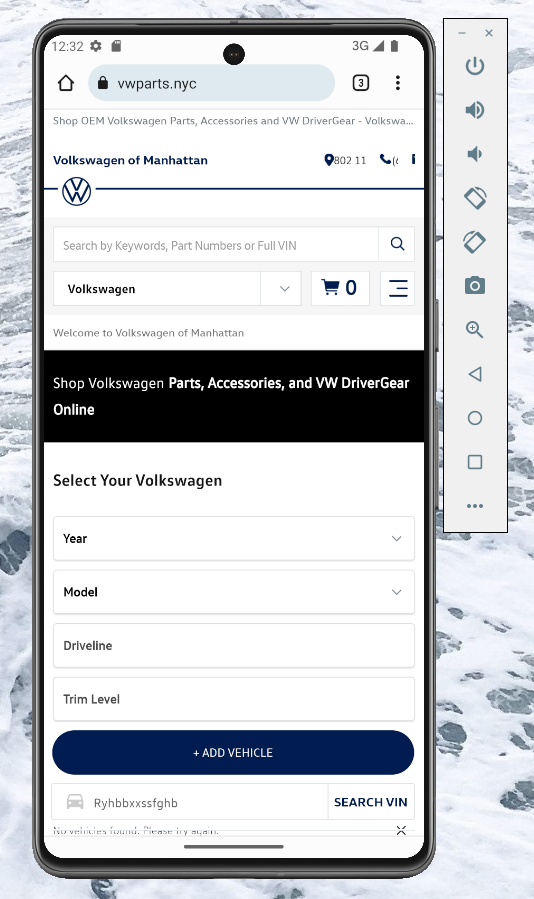 12:32
3G
vwparts.nyc
3
Shop OEM Volkswagen Parts, Accessories and VW DriverGear - Volkswa...
Volkswagen of Manhattan
802 11
Search by Keywords, Part Numbers or Full VIN
Volkswagen
0
Welcome to Volkswagen of Manhattan
Shop Volkswagen Parts, Accessories, and VW DriverGear
Online
Select Your Volkswagen
Year
Model
Driveline
Trim Level
+ ADD VEHICLE
Ryhbbxxssfghb
SEARCH VIN
No vehicles found. Please try again.